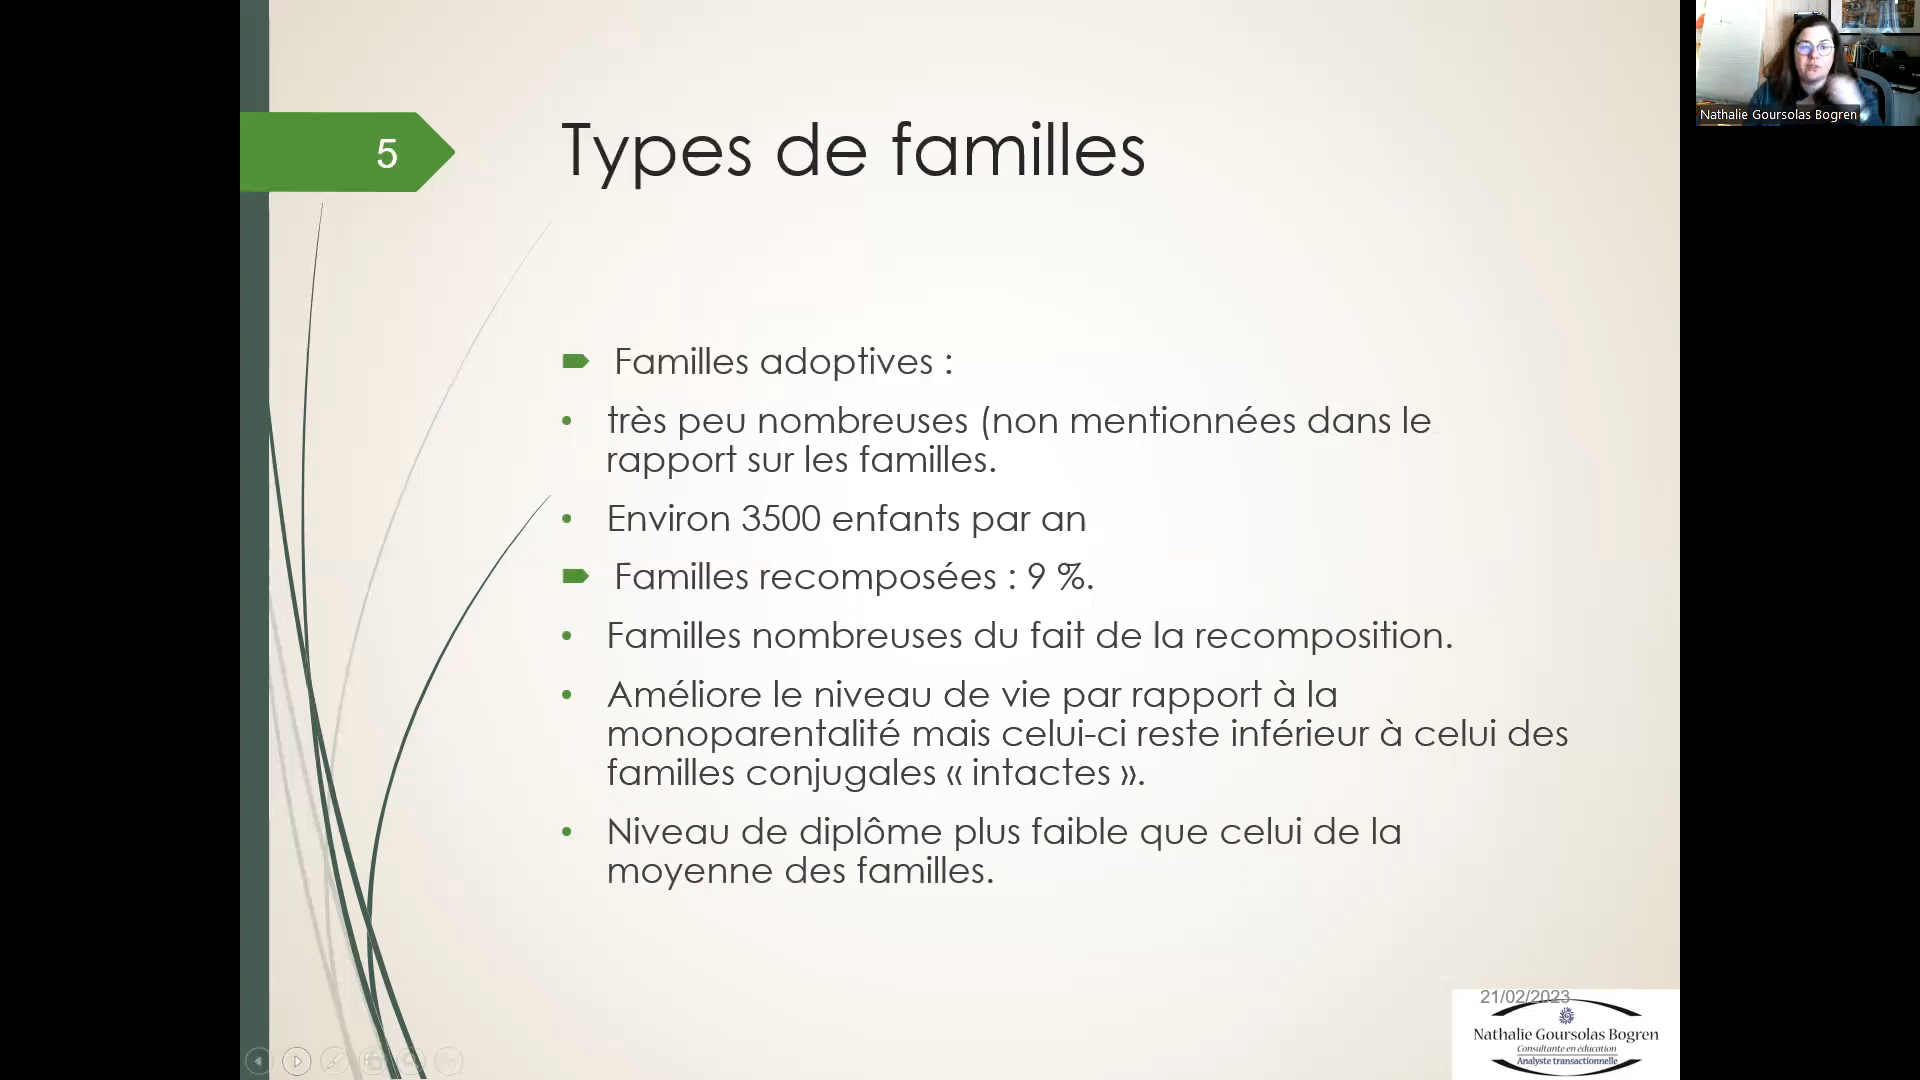 5
Types de familles
Familles adoptives :
• très peu nombreuses (non mentionnées dans le
rapport sur les familles.
• Environ 3500 enfants par an
Familles recomposées : 9 %.
• Familles nombreuses du fait de la recomposition.
• Améliore le niveau de vie par rapport à la
monoparentalité mais celui-ci reste inférieur à celui des
familles conjugales « intactes ».
• Niveau de diplôme plus faible que celui de la
moyenne des familles.
21/02/2023
Nathalie Goursolas Bogren
Consultante en éducation
Analyste transactionnelle
Nathalie Goursolas Bogren